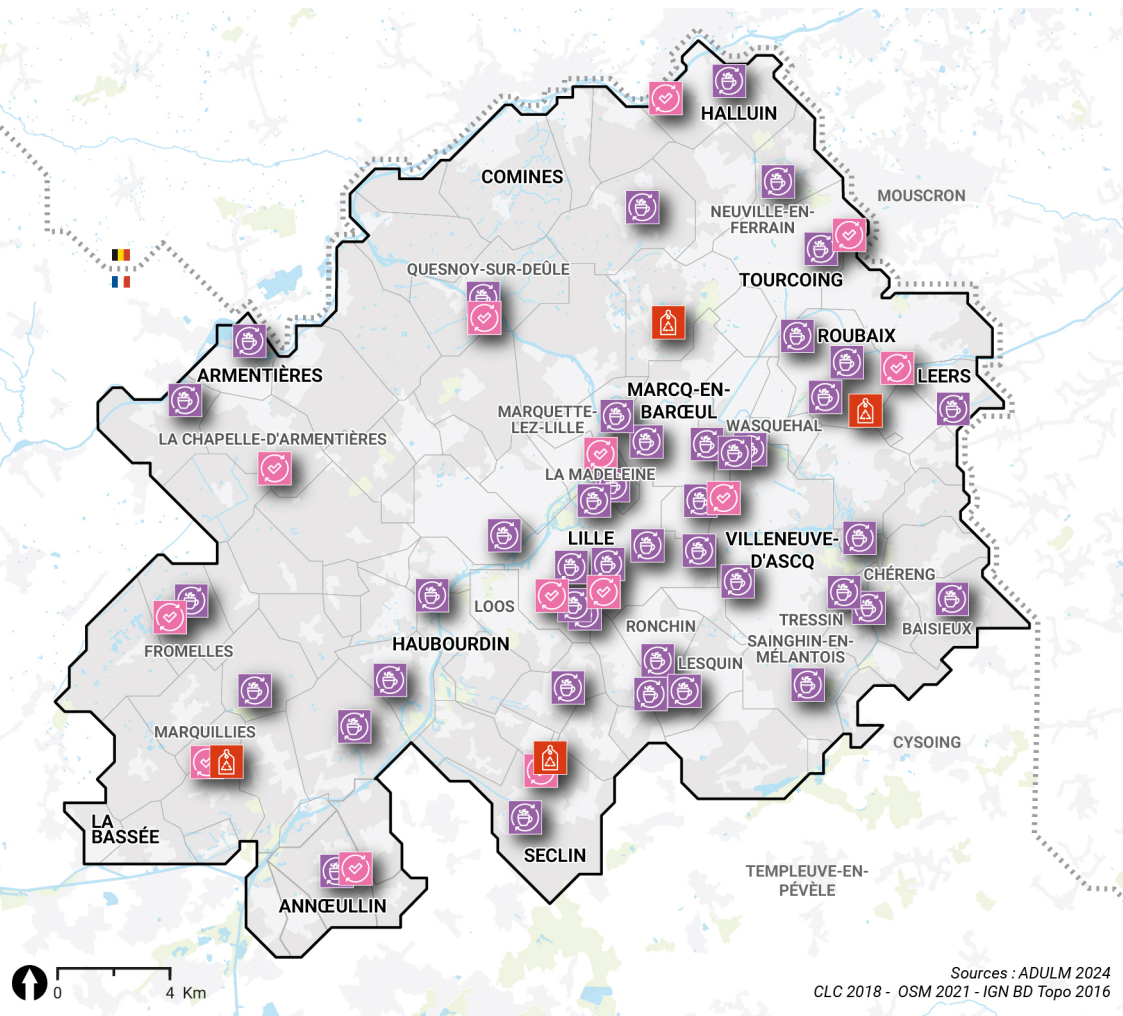 HALLUIN
COMINES
MOUSCRON
NEUVILLE-EN-
FERRAIN
QUESNOY-SUR-DEÛLE
TOURCOING
ROUBAIX
ARMENTIÈRES
LEERS
MARCQ-EN-
BARŒUL
MARQUETTE-
LEZ-LILLE
WASQUEHAL
LA CHAPELLE-D'ARMENTIÈRES
LA MADELEINE
LILLE
VILLENEUVE-
D'ASCQ
CHÉRENG
LOOS
TRESSIN
RONCHIN
BAISIEUX
HAUBOURDIN
SAINGHIN-EN-
MÉLANTOIS
FROMELLES
LESQUIN
MARQUILLIES
CYSOING
LA
BASSÉE
SECLIN
TEMPLEUVE-EN-
PÉVÈLE
ANNŒULLIN
0 4 Km
Sources : ADULM 2024
CLC 2018 - OSM 2021 - IGN BD Topo 2016